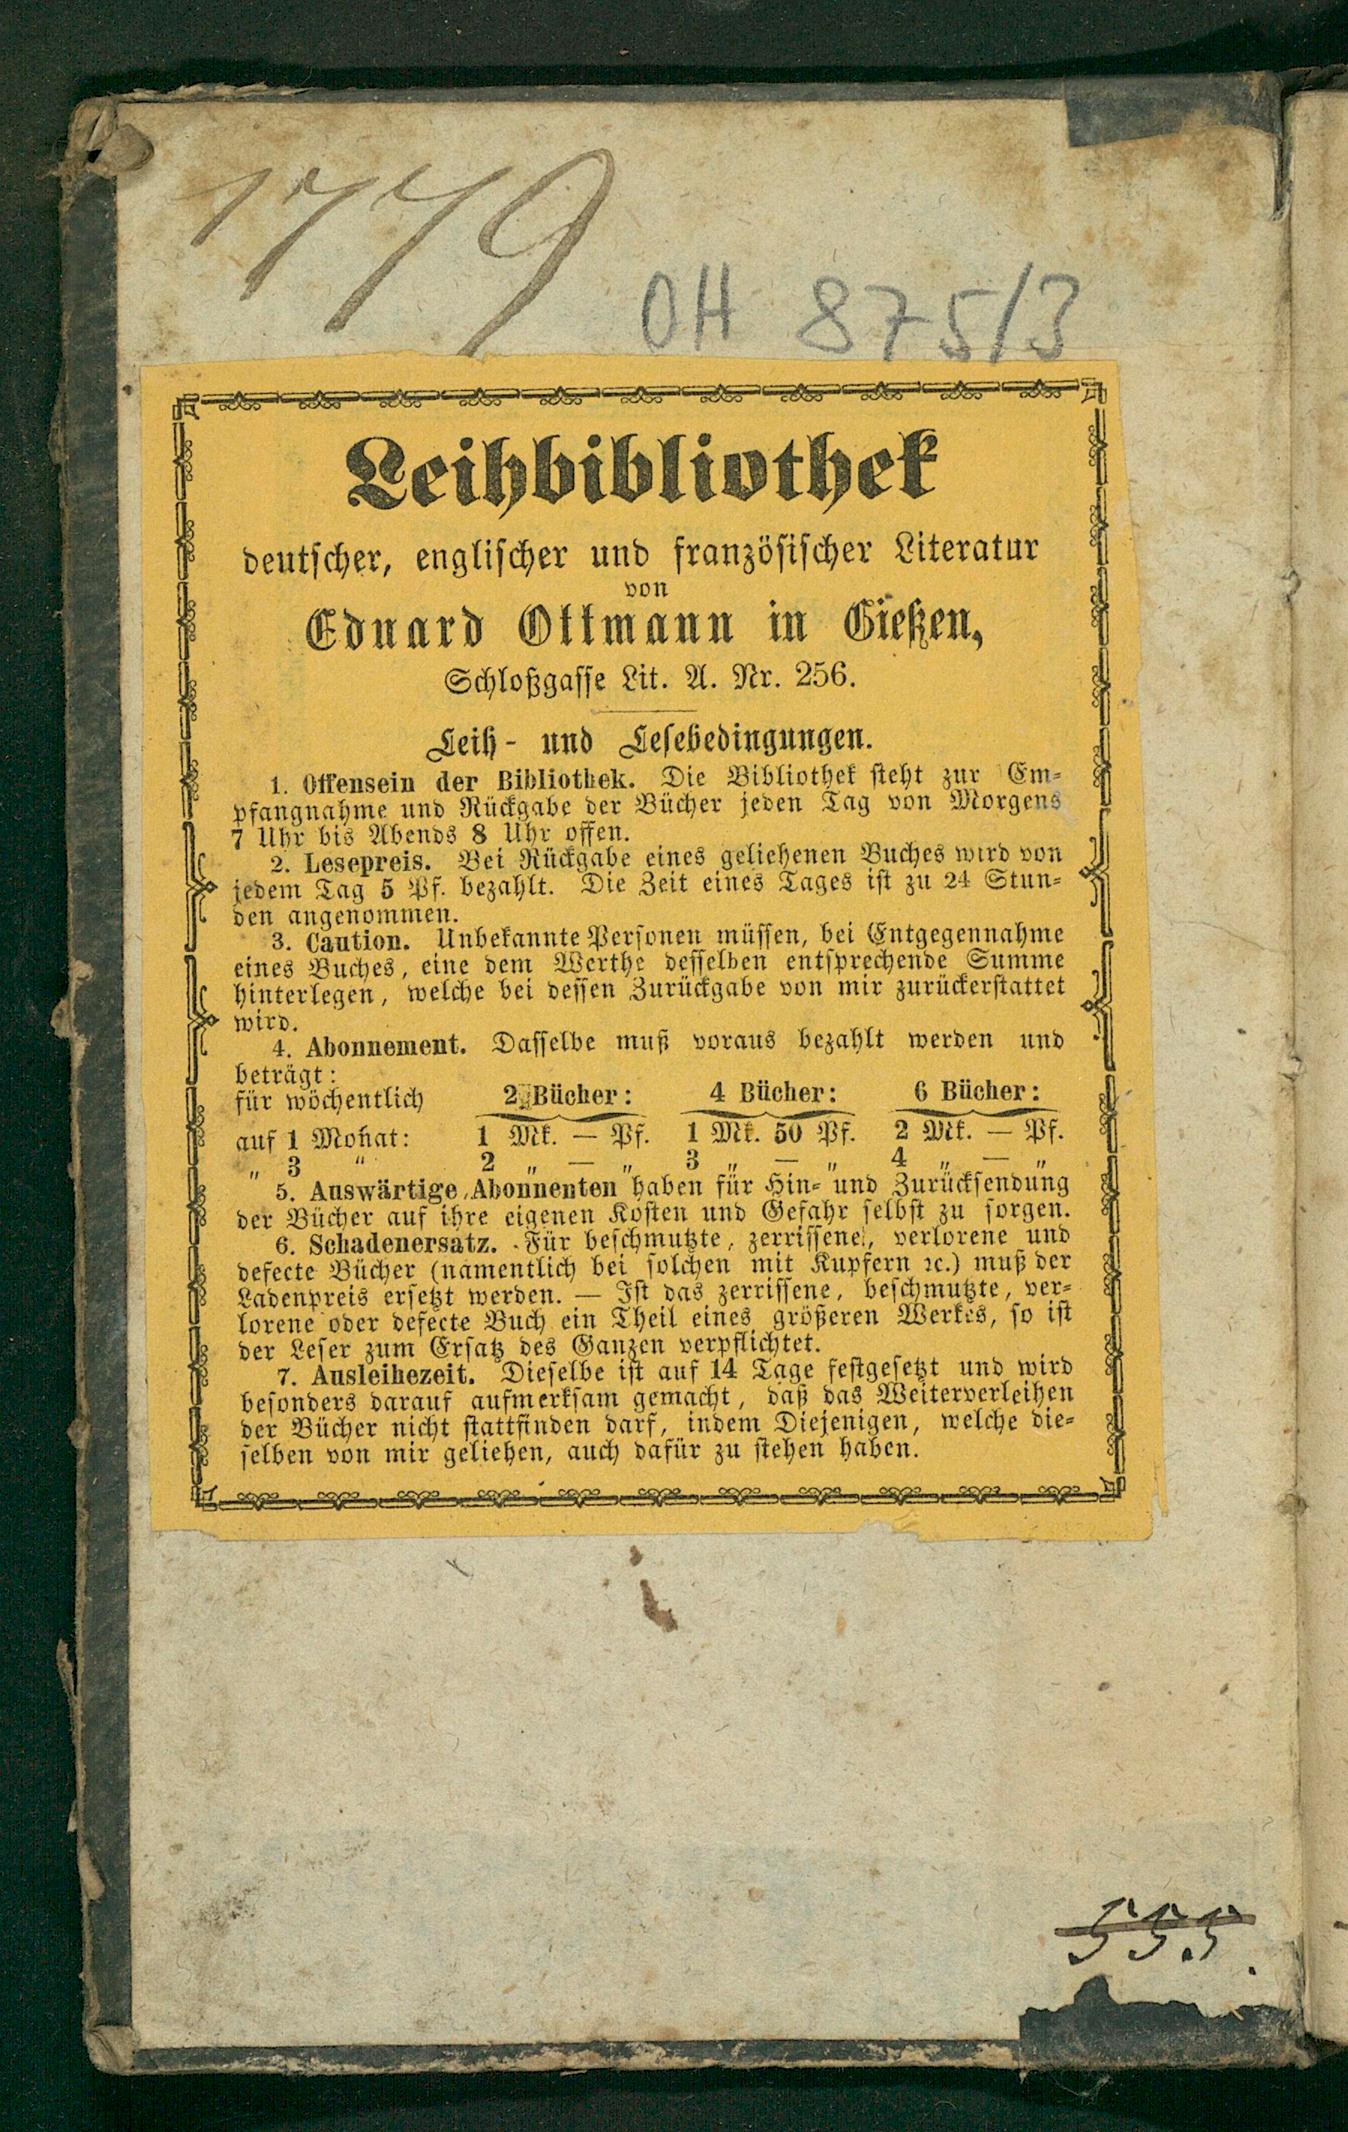 1779
OH 875/3
Leihbibliothek
deutscher, englischer und französischer Literatur
von
Eduard Ottmann in Gießen,
Schloßgasse Lit. A. Nr. 256.
Leih- und Lesebedingungen.
1. Offensein der Bibliothek. Die Bibliothek steht zur Em-
pfangnahme und Rückgabe der Bücher jeden Tag von Morgens
7 Uhr bis Abends 8 Uhr offen.
2. Lesepreis. Bei Rückgabe eines geliehenen Buches wird von
jedem Tag 5 Pf. bezahlt. Die Zeit eines Tages ist zu 24 Stun-
den angenommen.
3. Caution. Unbekannte Personen müssen, bei Entgegennahme
eines Buches, eine dem Werthe desselben entsprechende Summe
hinterlegen, welche bei dessen Zurückgabe von mir zurückerstattet
wird.
4. Abonnement. Dasselbe muß voraus bezahlt werden und
beträgt:
für wöchentlich 2 Bücher: 4 Bücher: 6 Bücher:
auf 1 Monat: 1 Mk. — Pf. 1 Mk. 50 Pf. 2 Mk. — Pf.
„ 3 „ 2 „ — „ 3 „ — „ 4 „ — „
5. Auswärtige Abonnenten haben für Hin- und Zurücksendung
der Bücher auf ihre eigenen Kosten und Gefahr selbst zu sorgen.
6. Schadenersatz. Für beschmutzte, zerrissene, verlorene und
defecte Bücher (namentlich bei solchen mit Kupfern ꝛc.) muß der
Ladenpreis ersetzt werden. — Ist das zerrissene, beschmutzte, ver-
lorene oder defecte Buch ein Theil eines größeren Werkes, so ist
der Leser zum Ersatz des Ganzen verpflichtet.
7. Ausleihezeit. Dieselbe ist auf 14 Tage festgesetzt und wird
besonders darauf aufmerksam gemacht, daß das Weiterverleihen
der Bücher nicht stattfinden darf, indem Diejenigen, welche die-
selben von mir geliehen, auch dafür zu stehen haben.
555.